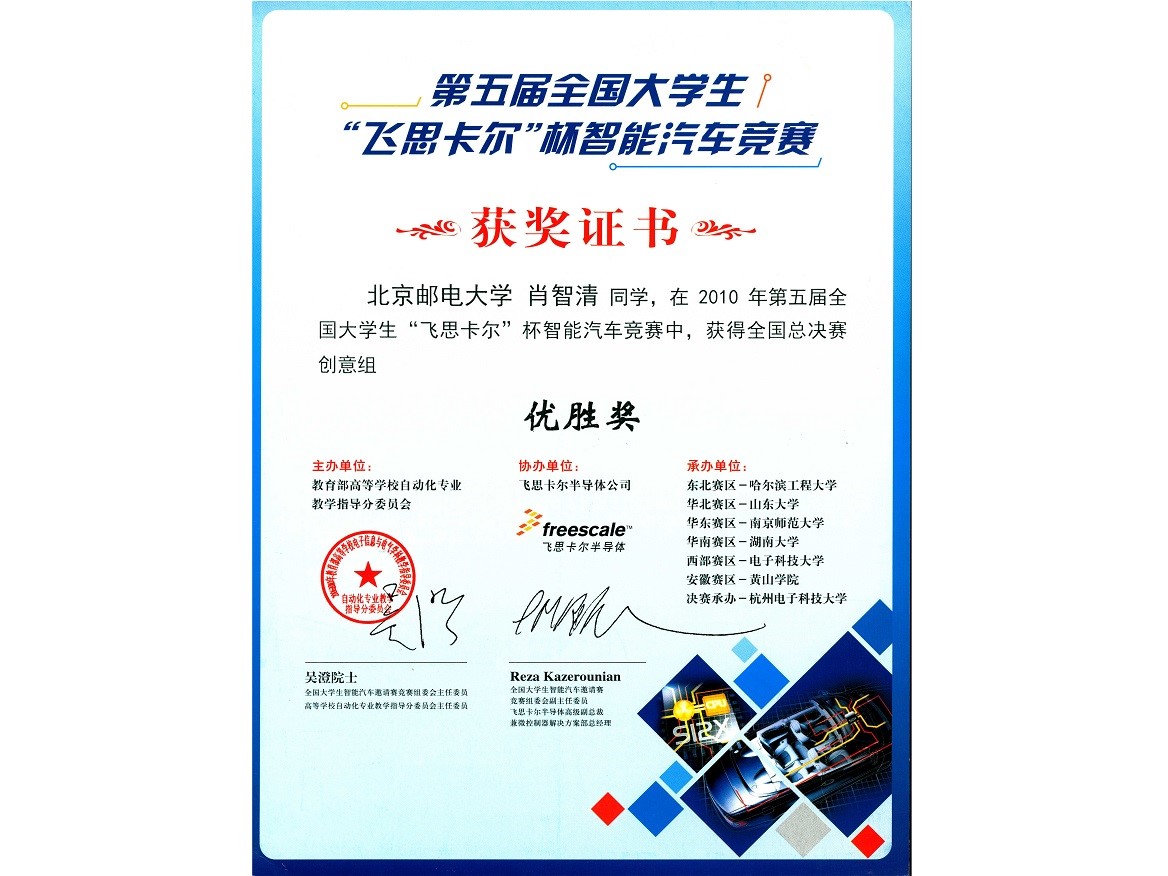 第五届全国大学生
“飞思卡尔”杯智能汽车竞赛
获奖证书
北京邮电大学 肖智清 同学，在 2010 年第五届全
国大学生“飞思卡尔”杯智能汽车竞赛中，获得全国总决赛
创意组
优胜奖
主办单位：
教育部高等学校自动化专业
教学指导分委员会
自动化专业教学
指导分委员会
吴澄院士
全国大学生智能汽车邀请赛竞赛组委会主任委员
高等学校自动化专业教学指导分委员会主任委员
协办单位：
飞思卡尔半导体公司
freescale™
飞思卡尔半导体
Reza Kazerounian
全国大学生智能汽车邀请赛
竞赛组委会副主任委员
飞思卡尔半导体高级副总裁
兼微控制器解决方案部总经理
承办单位：
东北赛区－哈尔滨工程大学
华北赛区－山东大学
华东赛区－南京师范大学
华南赛区－湖南大学
西部赛区－电子科技大学
安徽赛区－黄山学院
决赛承办－杭州电子科技大学
CPU
S12X